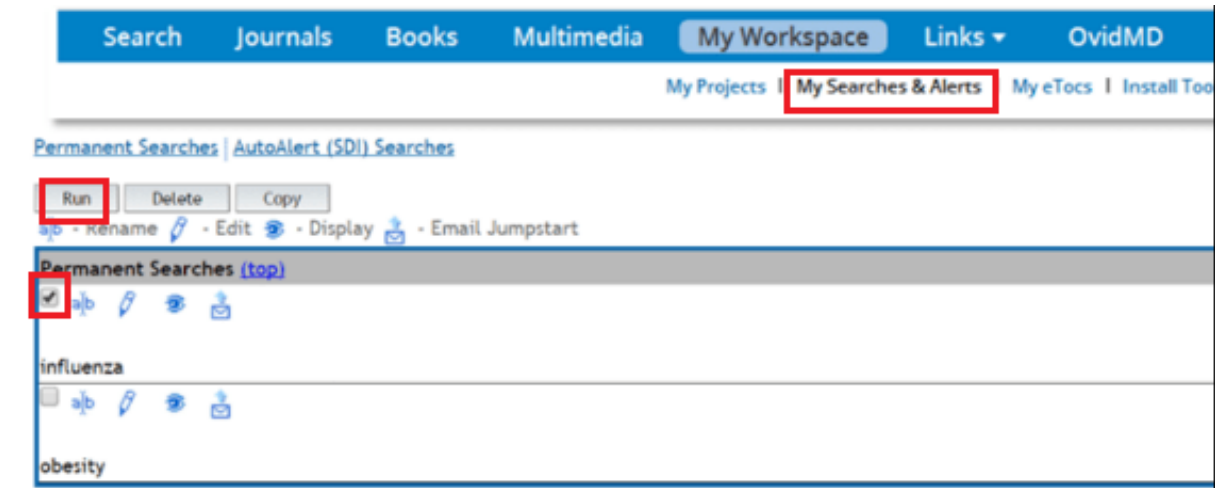 Search Journals Books Multimedia My Workspace Links OvidMD
My Projects | My Searches & Alerts My eTocs | Install Too
Permanent Searches | AutoAlert (SDI) Searches
Run Delete Copy
a|b - Rename - Edit - Display - Email Jumpstart
Permanent Searches (top)
a|b
influenza
a|b
obesity